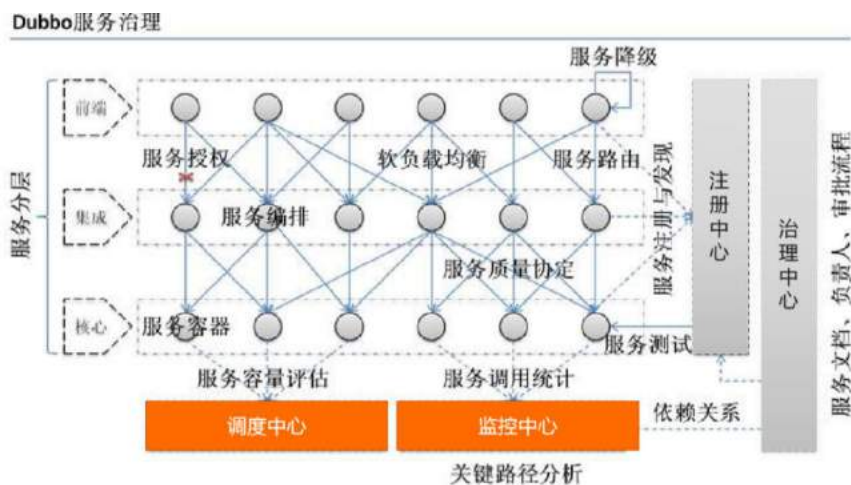 Dubbo服务治理
服务降级
前端
服务授权
软负载均衡
服务路由
服务分层
集成
服务编排
服务注册与发现
注册中心
治理中心
服务文档、负责人、审批流程
服务质量协定
核心
服务容器
服务测试
服务容量评估
服务调用统计
调度中心
监控中心
依赖关系
关键路径分析